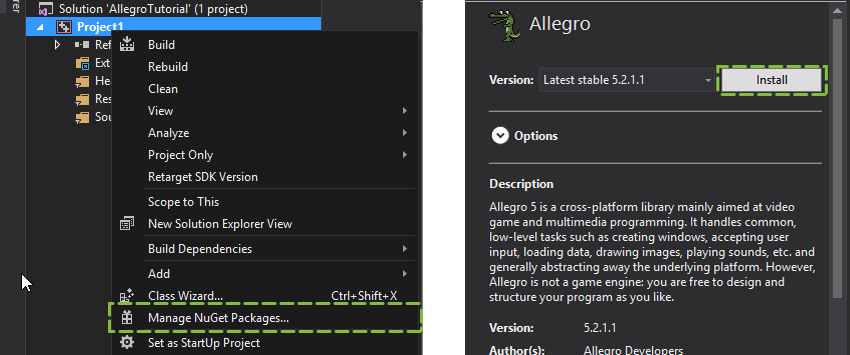 rer
Solution 'AllegroTutorial' (1 project)
Project1
Ref
Exte
He
Res
Sou
Build
Rebuild
Clean
View
Analyze
Project Only
Retarget SDK Version
Scope to This
New Solution Explorer View
Build Dependencies
Add
Class Wizard... Ctrl+Shift+X
Manage NuGet Packages...
Set as StartUp Project
Allegro
Version: Latest stable 5.2.1.1 Install
Options
Description
Allegro 5 is a cross-platform library mainly aimed at video
game and multimedia programming. It handles common,
low-level tasks such as creating windows, accepting user
input, loading data, drawing images, playing sounds, etc. and
generally abstracting away the underlying platform. However,
Allegro is not a game engine: you are free to design and
structure your program as you like.
Version: 5.2.1.1
Author(s): Allegro Developers